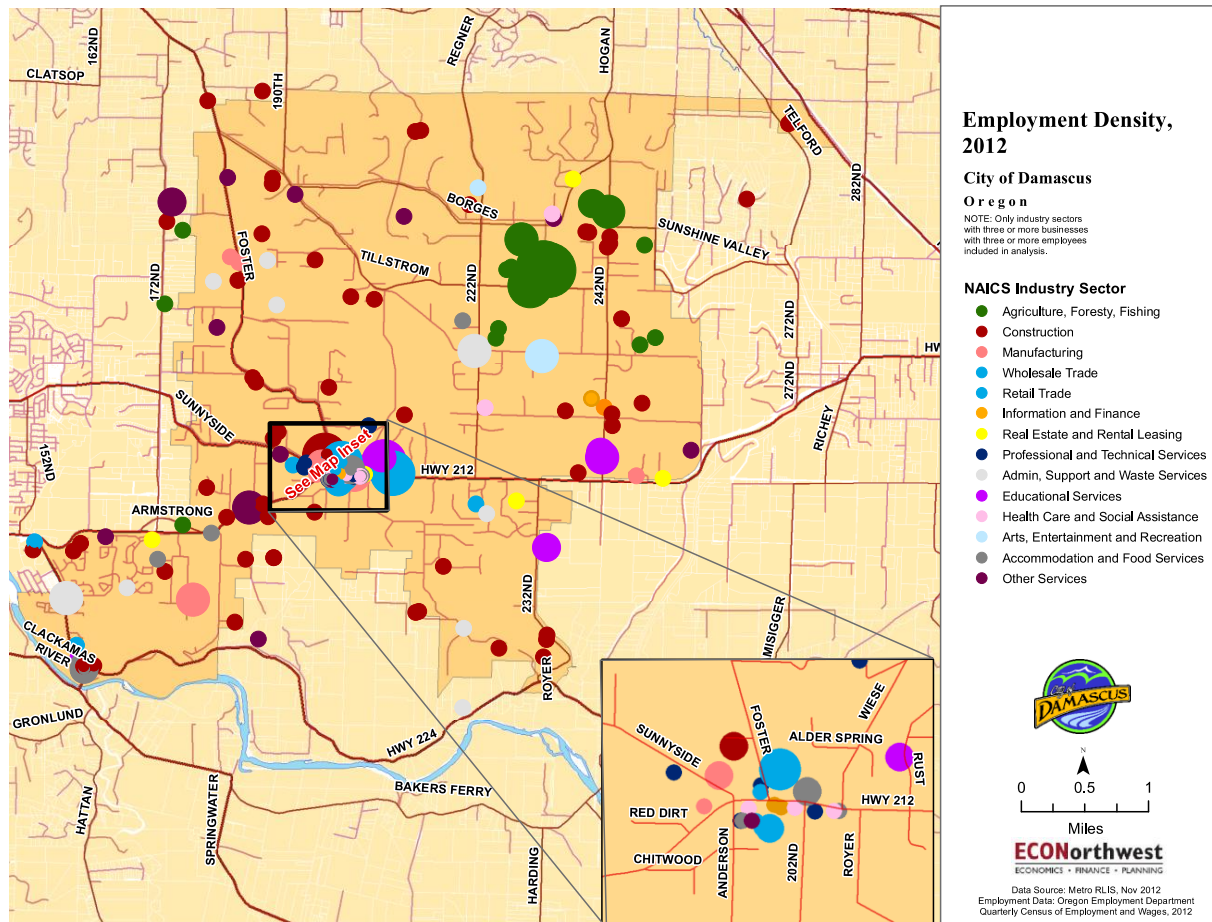 162ND
CLATSOP
190TH
REGNER
HOGAN
TELFORD
282ND
BORGES
SUNSHINE VALLEY
FOSTER
TILLSTROM
172ND
222ND
242ND
272ND
HW
272ND
SUNNYSIDE
RICHEY
152ND
See Map Inset
HWY 212
ARMSTRONG
232ND
CLACKAMAS
RIVER
MISIGGER
ROYER
GRONLUND
HWY 224
BAKERS FERRY
HATTAN
SPRINGWATER
HARDING
WIESE
FOSTER
SUNNYSIDE
ALDER SPRING
RUST
HWY 212
RED DIRT
CHITWOOD
ANDERSON
202ND
ROYER
Employment Density,
2012
City of Damascus
Oregon
NOTE: Only industry sectors
with three or more businesses
with three or more employees
included in analysis.
NAICS Industry Sector
Agriculture, Foresty, Fishing
Construction
Manufacturing
Wholesale Trade
Retail Trade
Information and Finance
Real Estate and Rental Leasing
Professional and Technical Services
Admin, Support and Waste Services
Educational Services
Health Care and Social Assistance
Arts, Entertainment and Recreation
Accommodation and Food Services
Other Services
City of
DAMASCUS
N
0 0.5 1
Miles
ECONorthwest
ECONOMICS • FINANCE • PLANNING
Data Source: Metro RLIS, Nov 2012
Employment Data: Oregon Employment Department
Quarterly Census of Employment and Wages, 2012